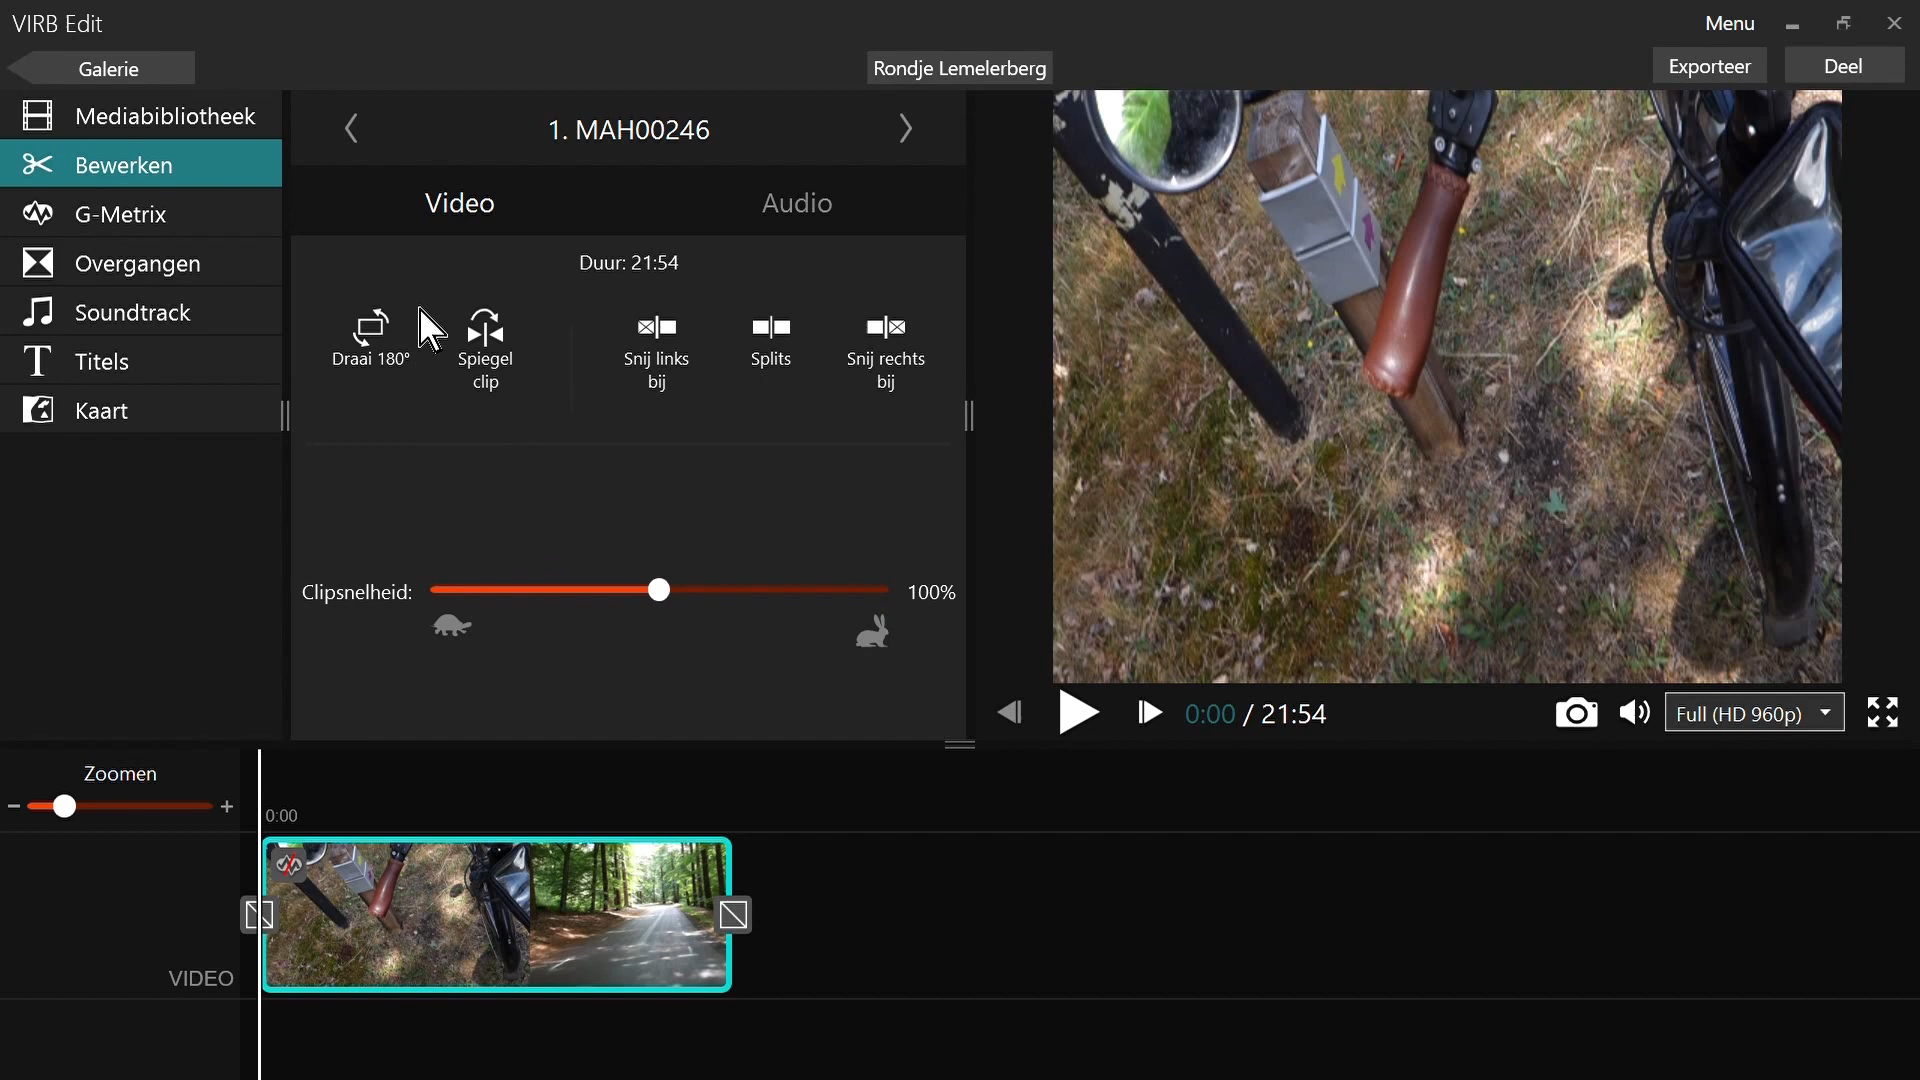 VIRB Edit
Menu
Galerie
Rondje Lemelerberg
Exporteer
Deel
Mediabibliotheek
Bewerken
G-Metrix
Overgangen
Soundtrack
Titels
Kaart
1. MAH00246
Video
Audio
Duur: 21:54
Draai 180°
Spiegel
clip
Snij links
bij
Splits
Snij rechts
bij
Clipsnelheid:
100%
0:00 / 21:54
Full (HD 960p)
Zoomen
0:00
VIDEO